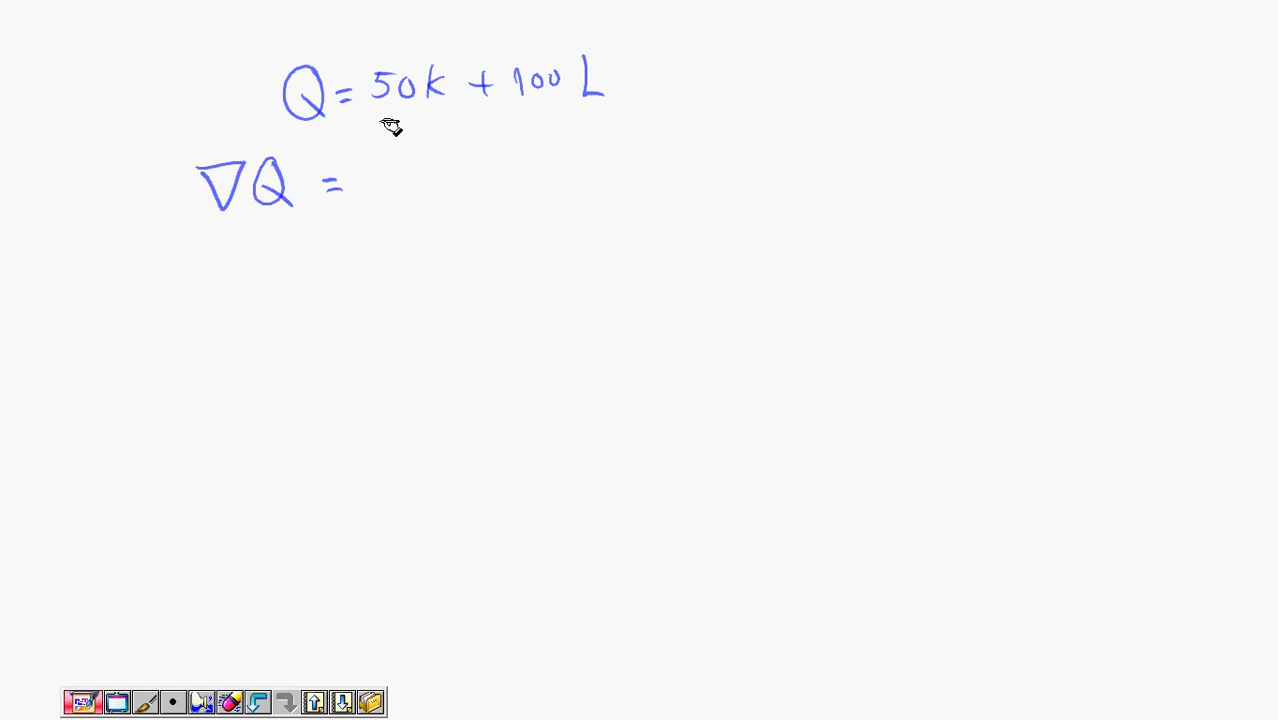 Q = 50K + 100 L
∇Q =